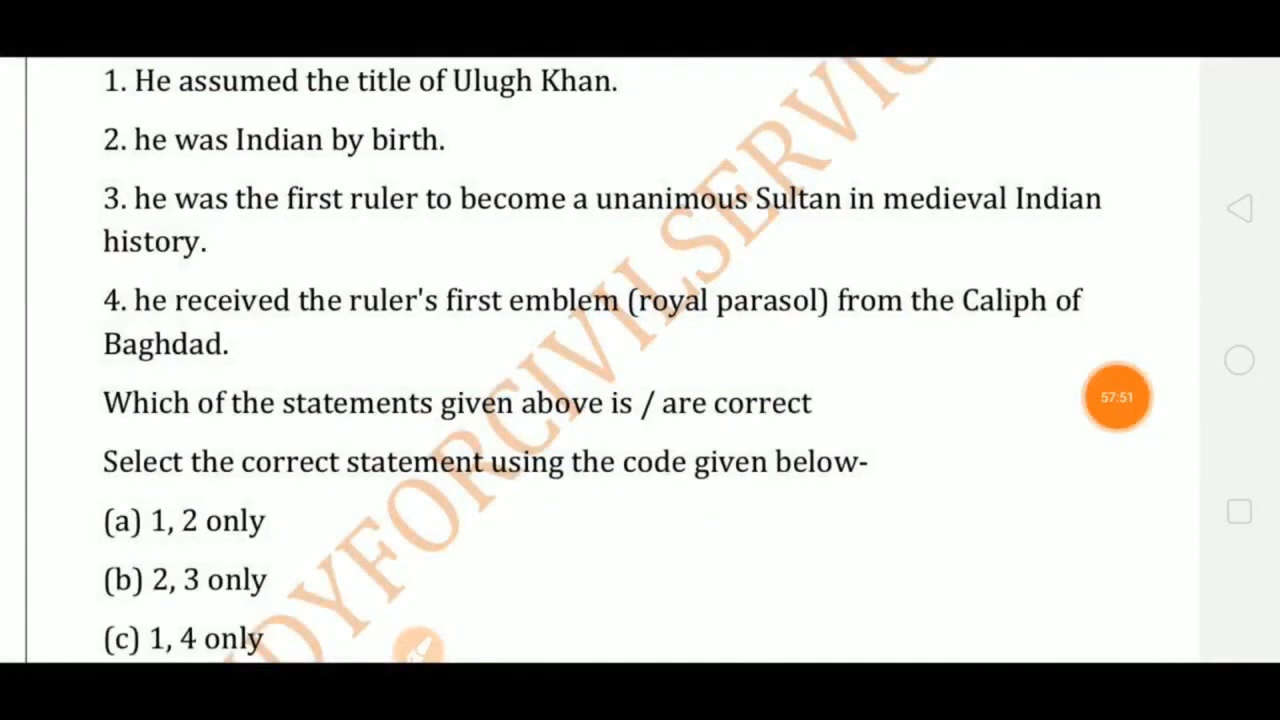 1. He assumed the title of Ulugh Khan.
2. he was Indian by birth.
3. he was the first ruler to become a unanimous Sultan in medieval Indian
history.
4. he received the ruler's first emblem (royal parasol) from the Caliph of
Baghdad.
Which of the statements given above is / are correct
57:51
Select the correct statement using the code given below-
(a) 1, 2 only
(b) 2, 3 only
(c) 1, 4 only
DYFORCIVILSERVIC